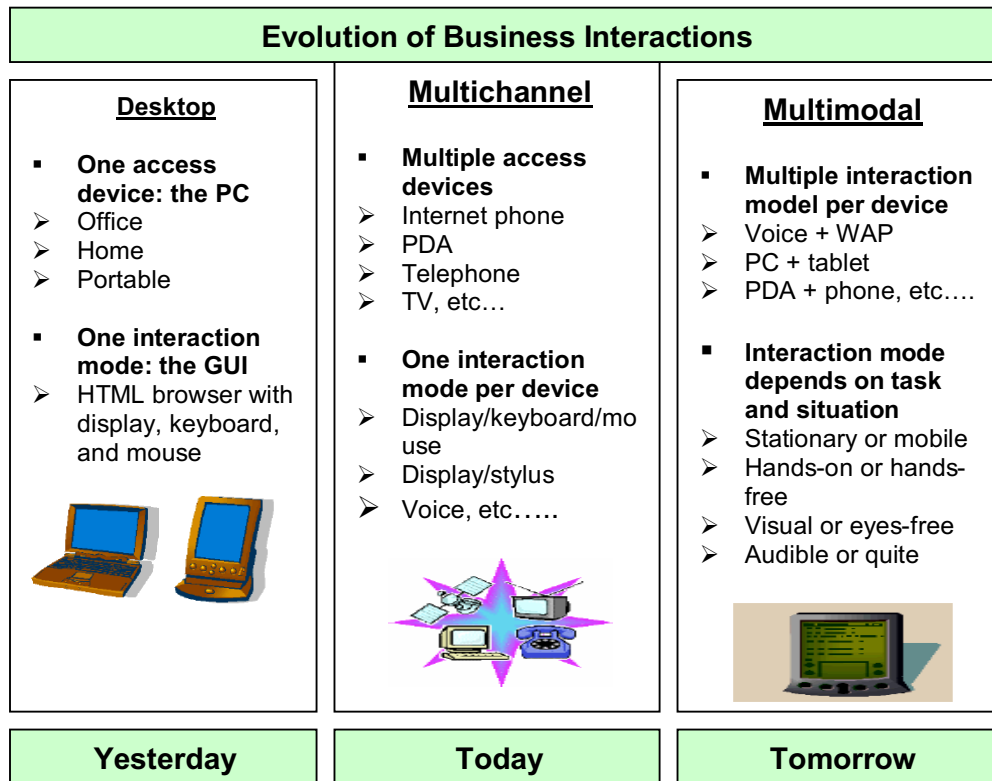 Evolution of Business Interactions
Desktop
▪ One access
device: the PC
➢ Office
➢ Home
➢ Portable
▪ One interaction
mode: the GUI
➢ HTML browser with
display, keyboard,
and mouse
Multichannel
▪ Multiple access
devices
➢ Internet phone
➢ PDA
➢ Telephone
➢ TV, etc…
▪ One interaction
mode per device
➢ Display/keyboard/mo
use
➢ Display/stylus
➢ Voice, etc…..
Multimodal
▪ Multiple interaction
model per device
➢ Voice + WAP
➢ PC + tablet
➢ PDA + phone, etc….
▪ Interaction mode
depends on task
and situation
➢ Stationary or mobile
➢ Hands-on or hands-
free
➢ Visual or eyes-free
➢ Audible or quite
Yesterday
Today
Tomorrow